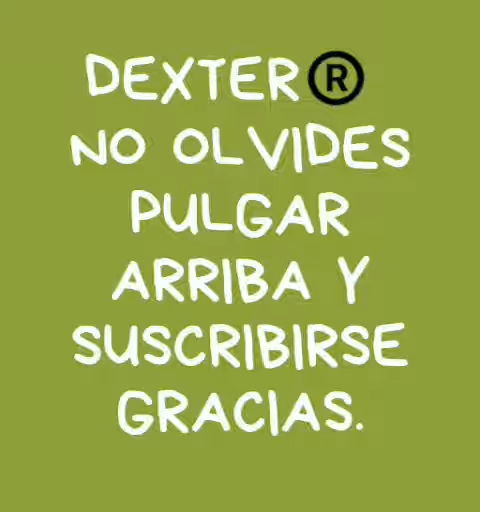 DEXTER®
NO OLVIDES
PULGAR
ARRIBA Y
SUSCRIBIRSE
GRACIAS.